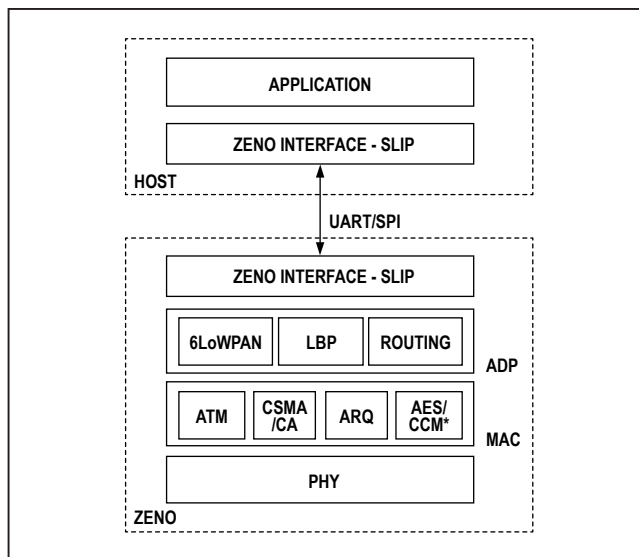 APPLICATION
ZENO INTERFACE - SLIP
HOST
UART/SPI
ZENO INTERFACE - SLIP
6LoWPAN
LBP
ROUTING
ADP
ATM
CSMA
/CA
ARQ
AES/
CCM*
MAC
PHY
ZENO